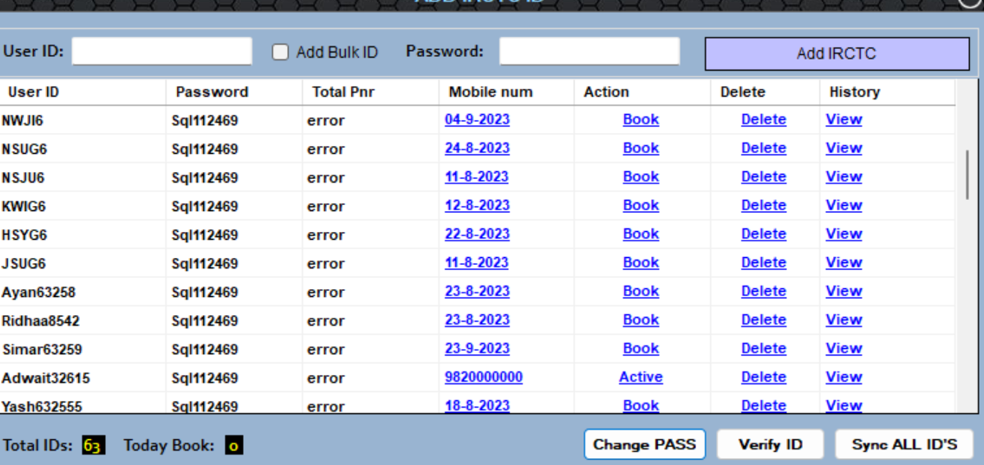 ADD IRCTC ID
User ID: Add Bulk ID Password: Add IRCTC
User ID Password Total Pnr Mobile num Action Delete History
NWJI6 Sql112469 error 04-9-2023 Book Delete View
NSUG6 Sql112469 error 24-8-2023 Book Delete View
NSJU6 Sql112469 error 11-8-2023 Book Delete View
KWIG6 Sql112469 error 12-8-2023 Book Delete View
HSYG6 Sql112469 error 22-8-2023 Book Delete View
JSUG6 Sql112469 error 11-8-2023 Book Delete View
Ayan63258 Sql112469 error 23-8-2023 Book Delete View
Ridhaa8542 Sql112469 error 23-8-2023 Book Delete View
Simar63259 Sql112469 error 23-9-2023 Book Delete View
Adwait32615 Sql112469 error 9820000000 Active Delete View
Yash632555 Sql112469 error 18-8-2023 Book Delete View
Total IDs: 63 Today Book: 0 Change PASS Verify ID Sync ALL ID'S